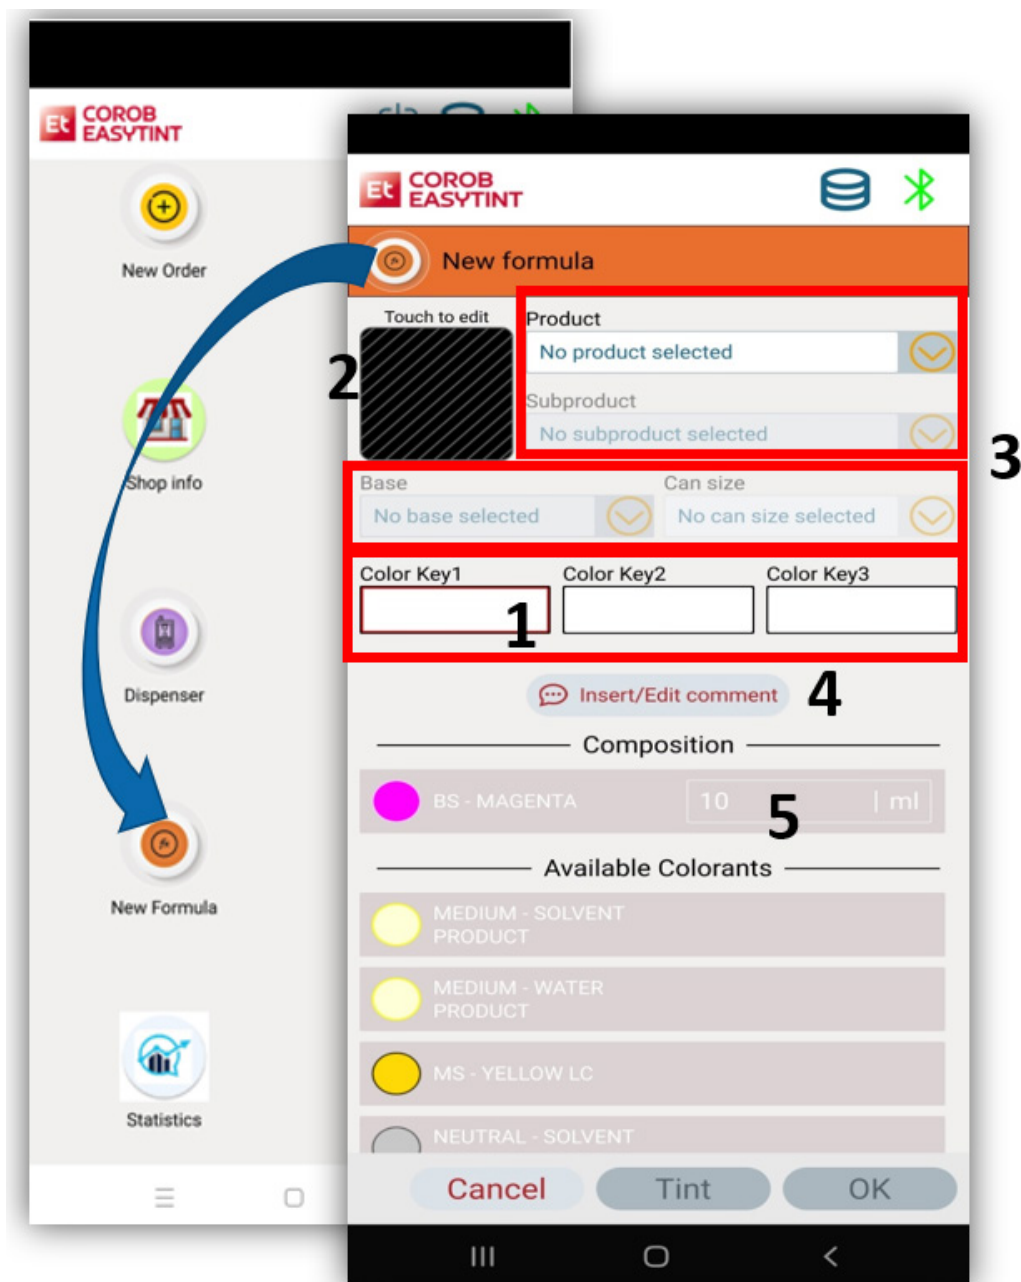 Et COROB
EASYTINT
New Order
Shop info
Dispenser
New Formula
Statistics
Et COROB
EASYTINT
New formula
Touch to edit
2
Product
No product selected
Subproduct
No subproduct selected
3
Base
Can size
No base selected
No can size selected
Color Key1
Color Key2
Color Key3
1
Insert/Edit comment
4
Composition
BS - MAGENTA
10
ml
5
Available Colorants
MEDIUM - SOLVENT
PRODUCT
MEDIUM - WATER
PRODUCT
MS - YELLOW LC
NEUTRAL - SOLVENT
Cancel
Tint
OK